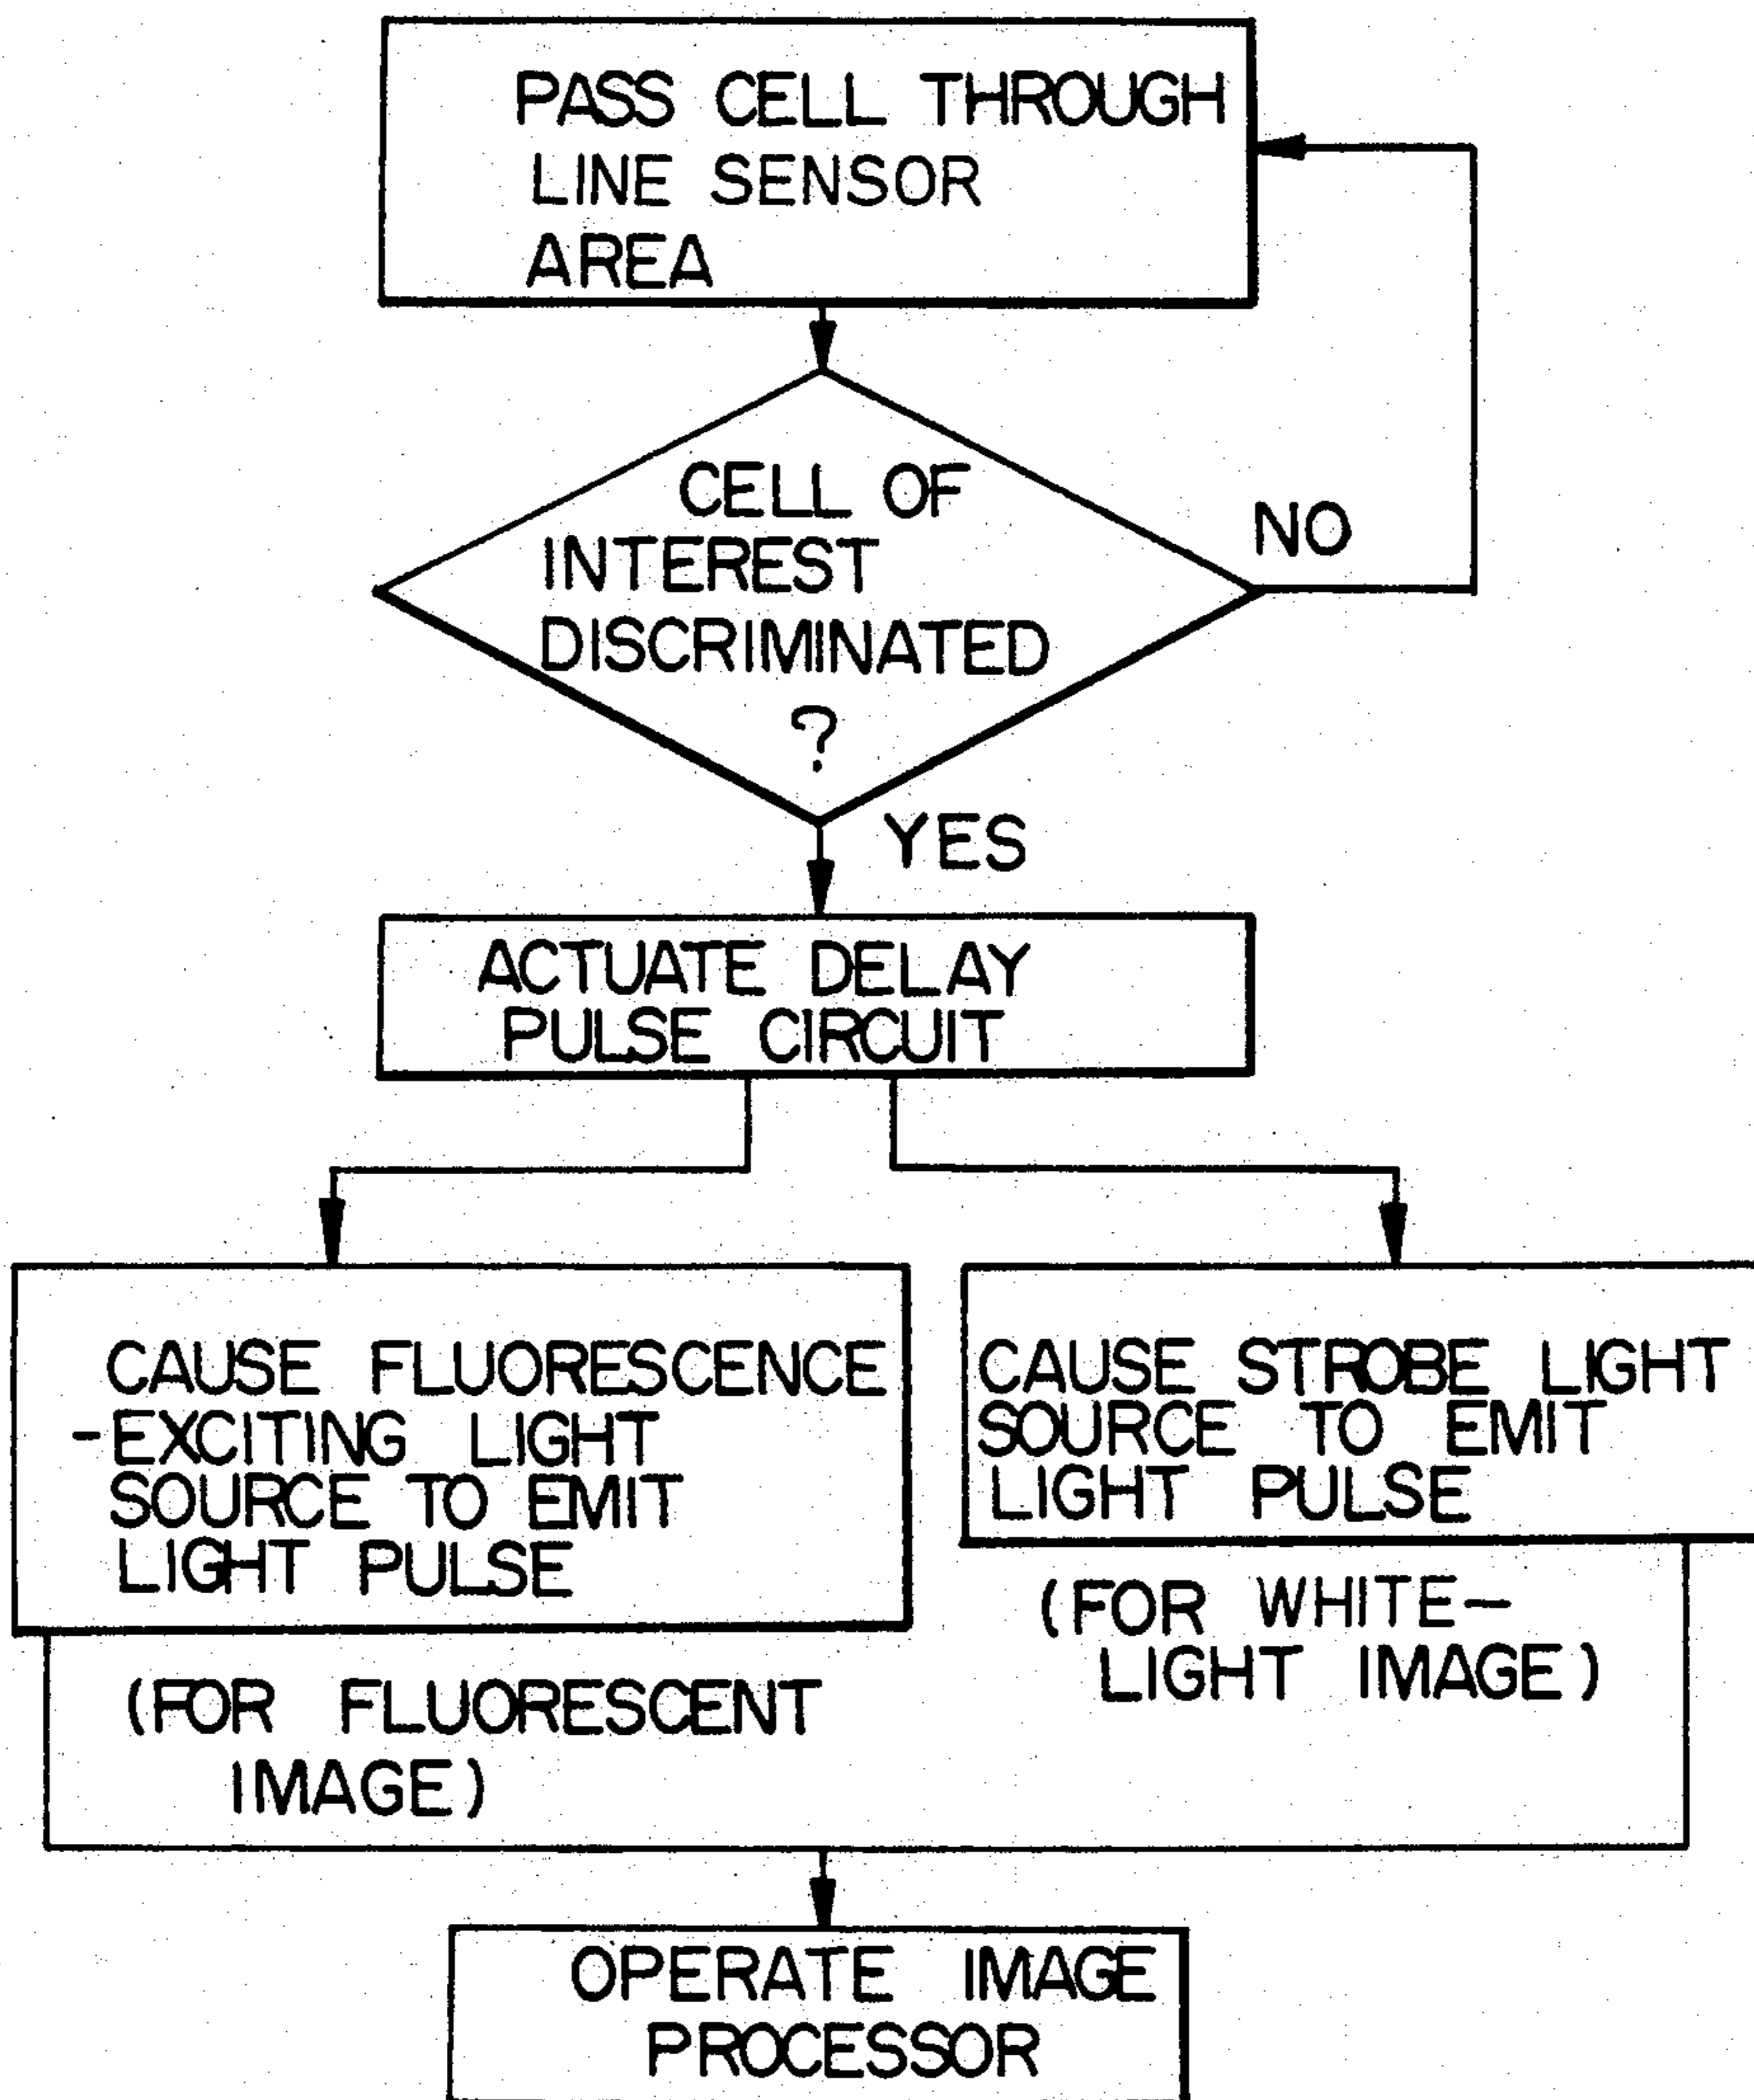 PASS CELL THROUGH
LINE SENSOR
AREA
CELL OF
INTEREST
DISCRIMINATED
?
NO
YES
ACTUATE DELAY
PULSE CIRCUIT
CAUSE FLUORESCENCE
-EXCITING LIGHT
SOURCE TO EMIT
LIGHT PULSE
(FOR FLUORESCENT
IMAGE)
CAUSE STROBE LIGHT
SOURCE TO EMIT
LIGHT PULSE
(FOR WHITE-
LIGHT IMAGE)
OPERATE IMAGE
PROCESSOR